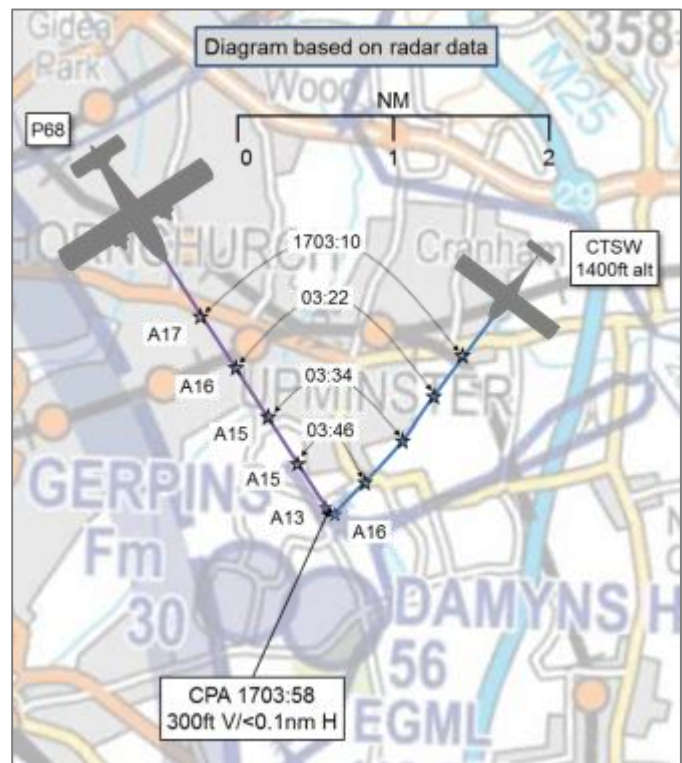 Gidea
Park
Diagram based on radar data
358
Wood
M25
NM
P68
0
1
2
29
HORNCHURCH
1703:10
Cranham
CTSW
1400ft alt
03:22
A17
A16
03:34
UPMINSTER
A15
03:46
A15
GERPINS
A13
A16
Fm
30
DAMYNS H
56
CPA 1703:58
300ft V/<0.1nm H
EGML